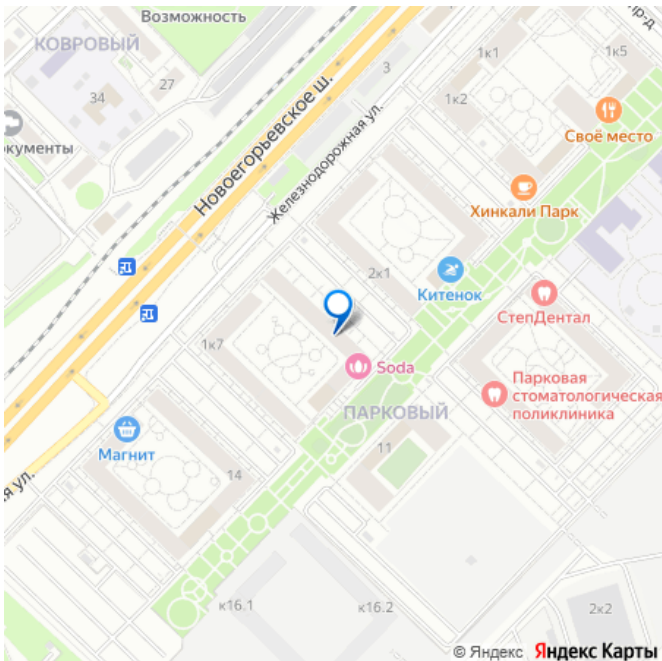 Возможность
пр-д
КОВРОВЫЙ
1к1
1к5
3
27
34
1к2
Своё место
окументы
Новоегорьевское ш.
Железнодорожная ул.
Хинкали Парк
2к1
Китенок
СтепДентал
1к7
Soda
Парковая
стоматологическая
поликлиника
ПАРКОВЫЙ
Магнит
11
14
ая ул.
к16.1
к16.2
2к2
© Яндекс Яндекс Карты